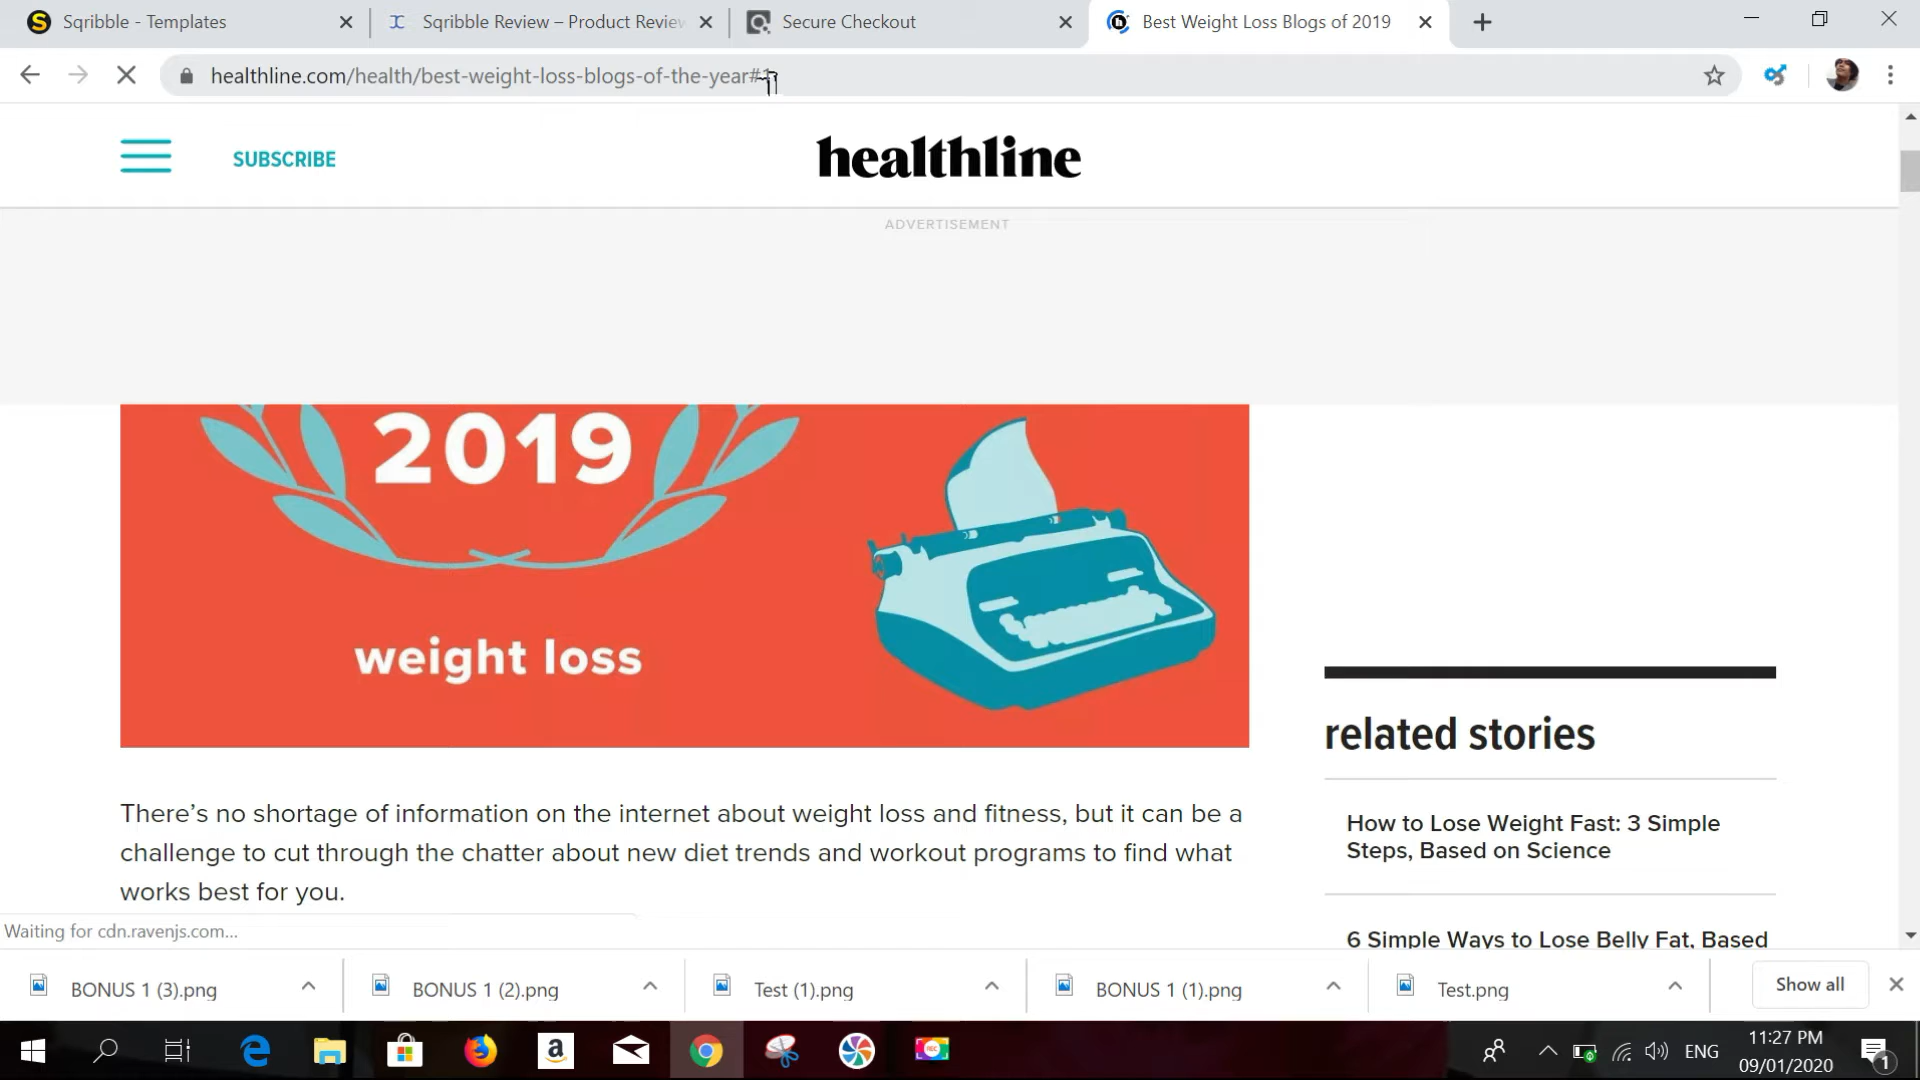 Sqribble - Templates
Sqribble Review – Product Review
Secure Checkout
Best Weight Loss Blogs of 2019
healthline.com/health/best-weight-loss-blogs-of-the-year#1
SUBSCRIBE
healthline
ADVERTISEMENT
2019
weight loss
There's no shortage of information on the internet about weight loss and fitness, but it can be a
challenge to cut through the chatter about new diet trends and workout programs to find what
works best for you.
related stories
How to Lose Weight Fast: 3 Simple
Steps, Based on Science
6 Simple Ways to Lose Belly Fat, Based
Waiting for cdn.ravenjs.com...
BONUS 1 (3).png
BONUS 1 (2).png
Test (1).png
BONUS 1 (1).png
Test.png
Show all
ENG
11:27 PM
09/01/2020
1